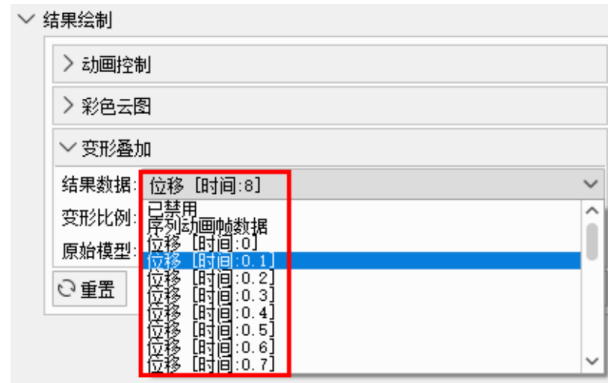 结果绘制
动画控制
彩色云图
变形叠加
结果数据: 位移 [时间:8]
变形比例:
原始模型:
重置
已禁用
序列动画帧数据
位移 [时间:0]
位移 [时间:0.1]
位移 [时间:0.2]
位移 [时间:0.3]
位移 [时间:0.4]
位移 [时间:0.5]
位移 [时间:0.6]
位移 [时间:0.7]